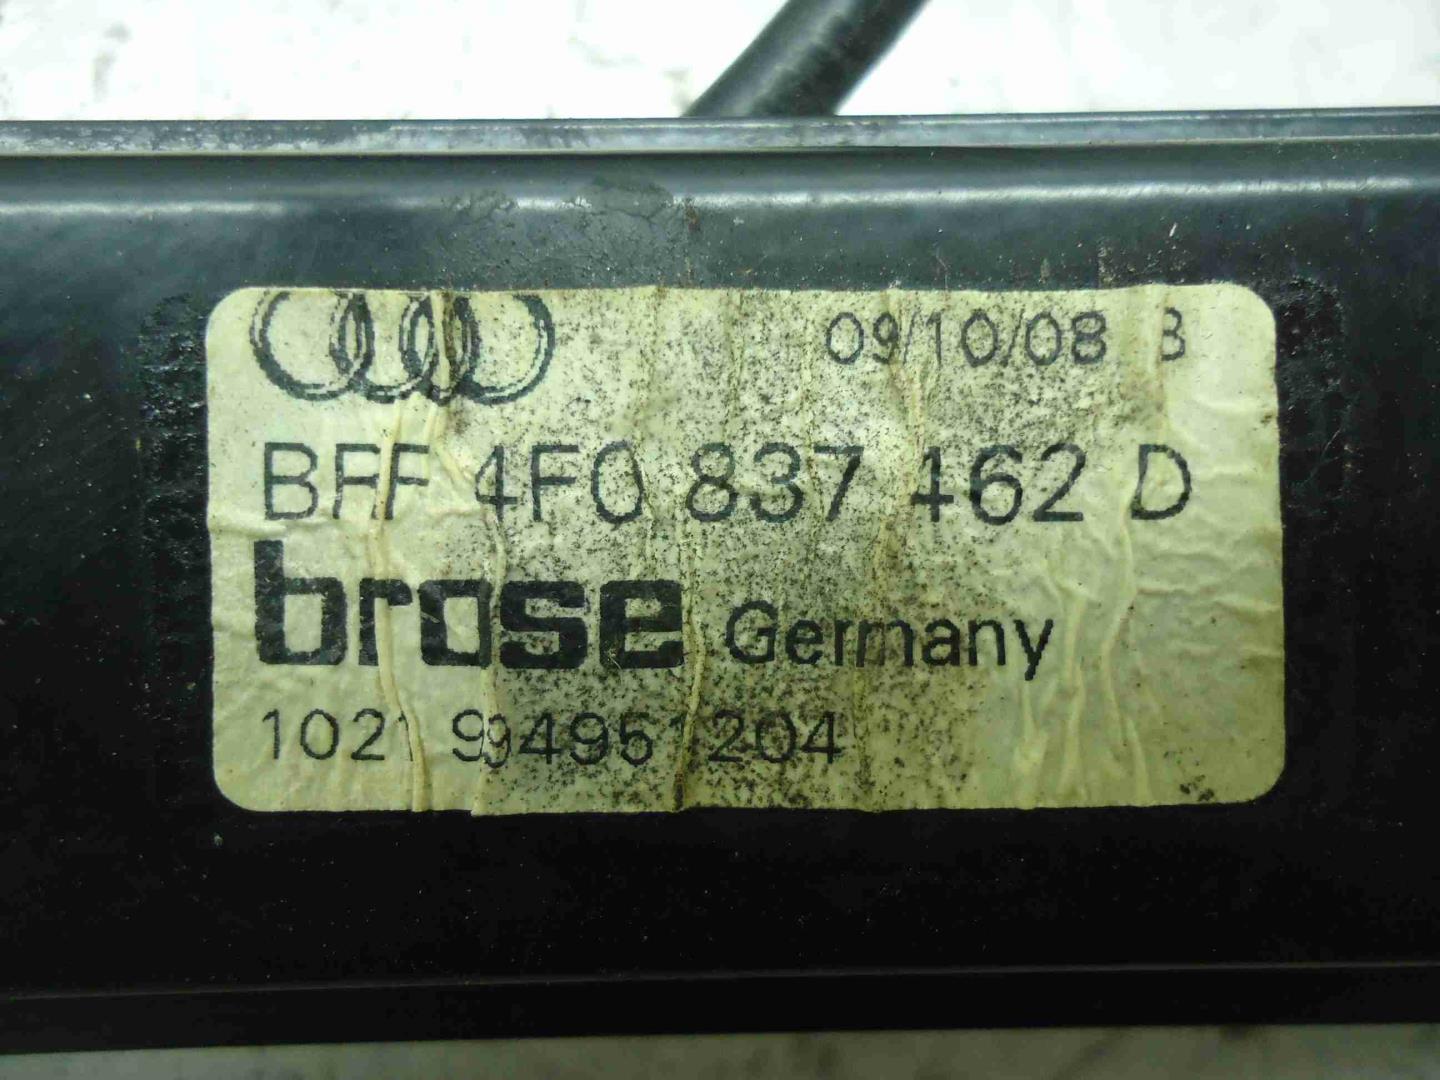 09/10/08 B
BFF 4F0 837 462 D
brose Germany
1021 994951204